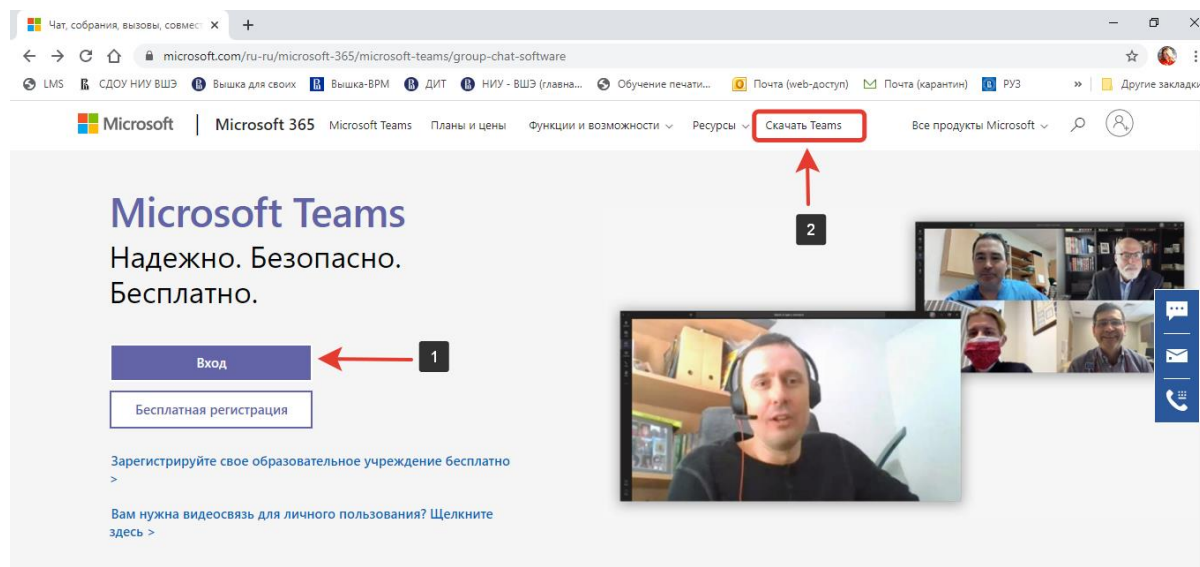 Чат, собрания, вызовы, совмест
microsoft.com/ru-ru/microsoft-365/microsoft-teams/group-chat-software
LMS СДОУ НИУ ВШЭ Вышка для своих Вышка-ВРМ ДИТ НИУ - ВШЭ (главна... Обучение печати... Почта (web-доступ) Почта (карантин) РУЗ » Другие закладки
Microsoft | Microsoft 365 Microsoft Teams Планы и цены Функции и возможности Ресурсы Скачать Teams Все продукты Microsoft
2
Microsoft Teams
Надежно. Безопасно.
Бесплатно.
Вход
1
Бесплатная регистрация
Зарегистрируйте свое образовательное учреждение бесплатно
>
Вам нужна видеосвязь для личного пользования? Щелкните
здесь >